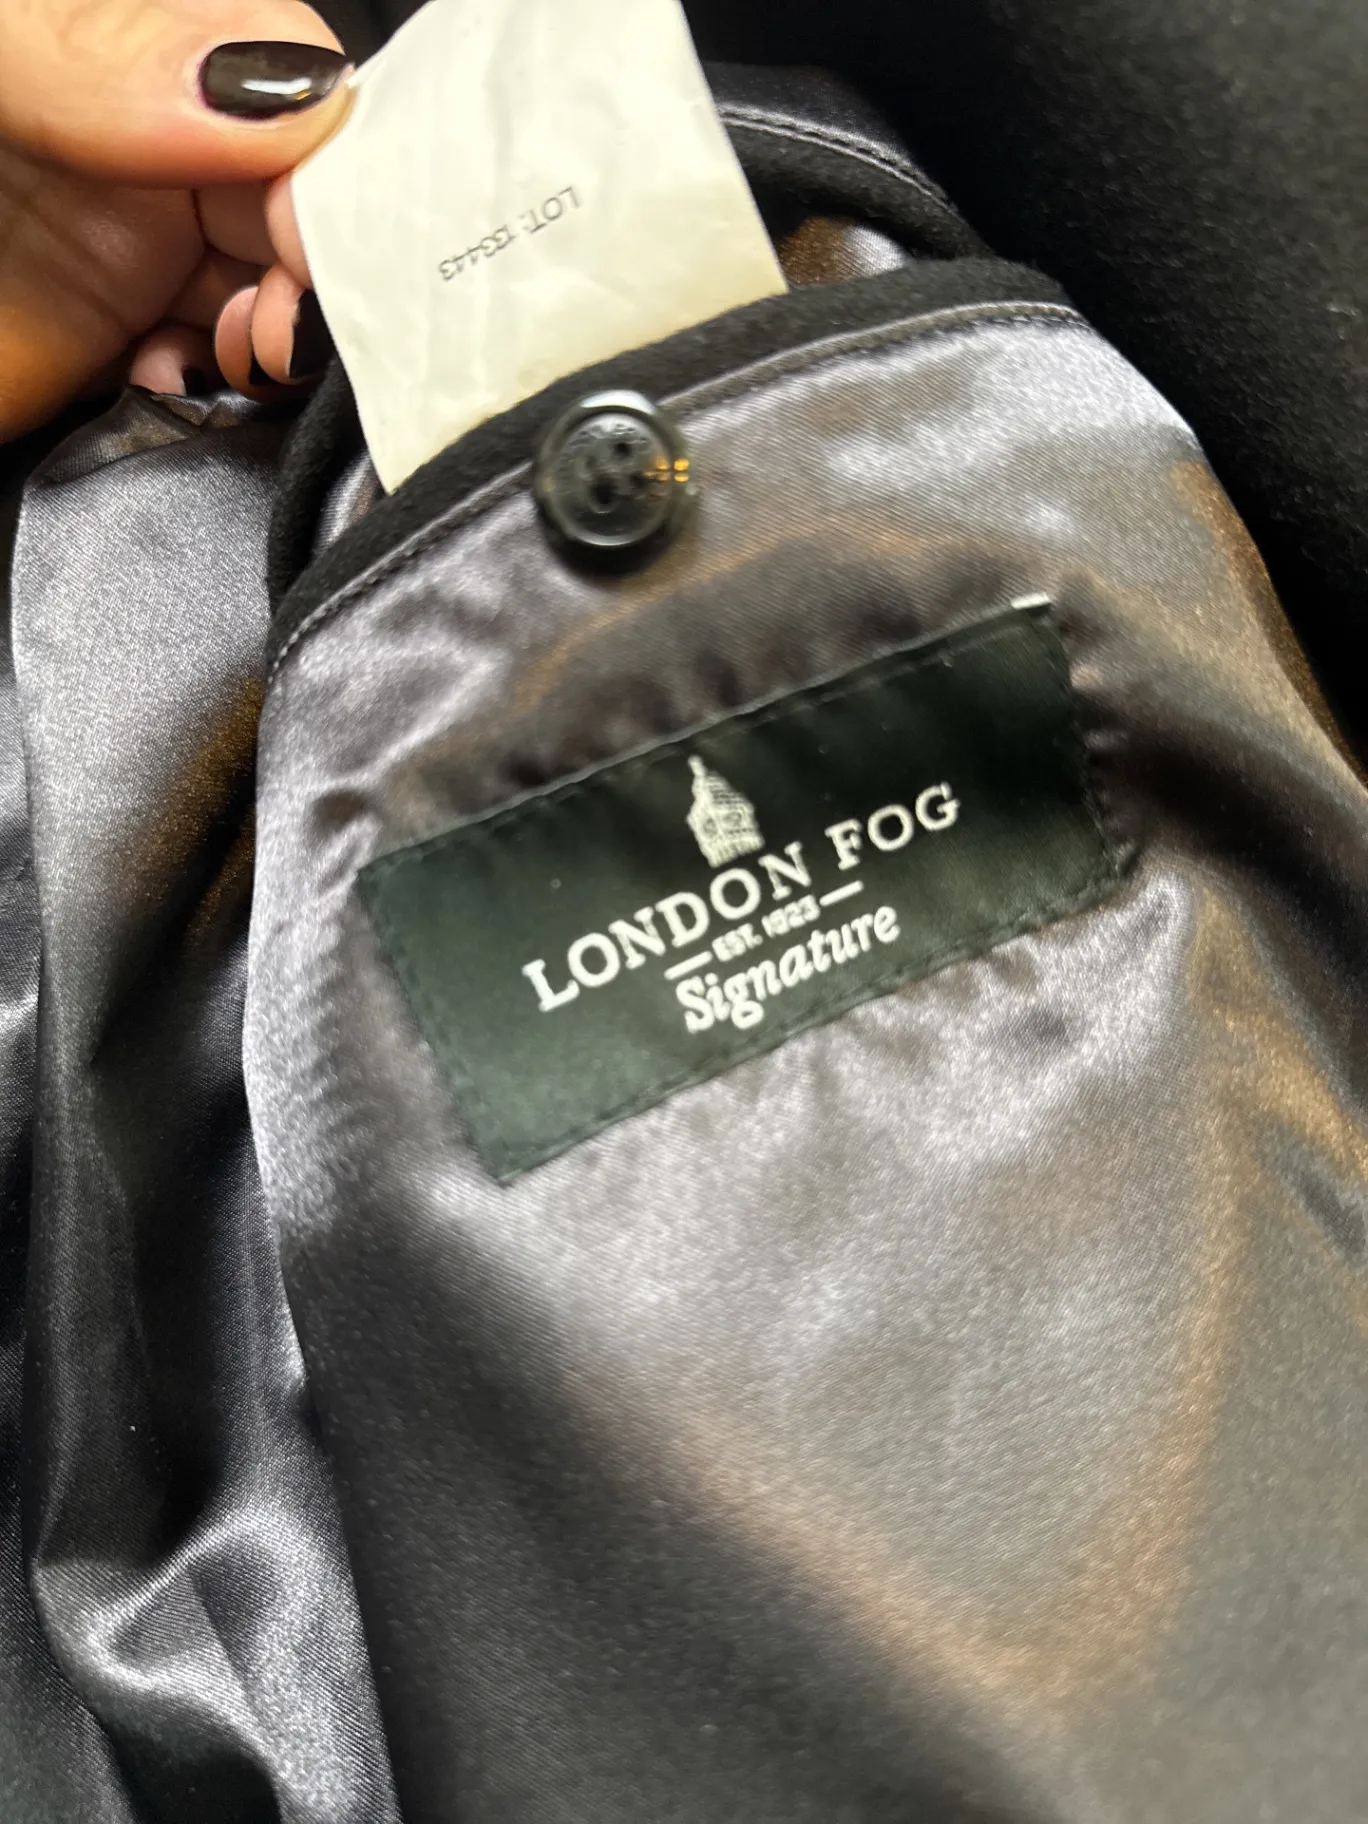 LOT: 133443
LONDON FOG
EST. 1923
Signature